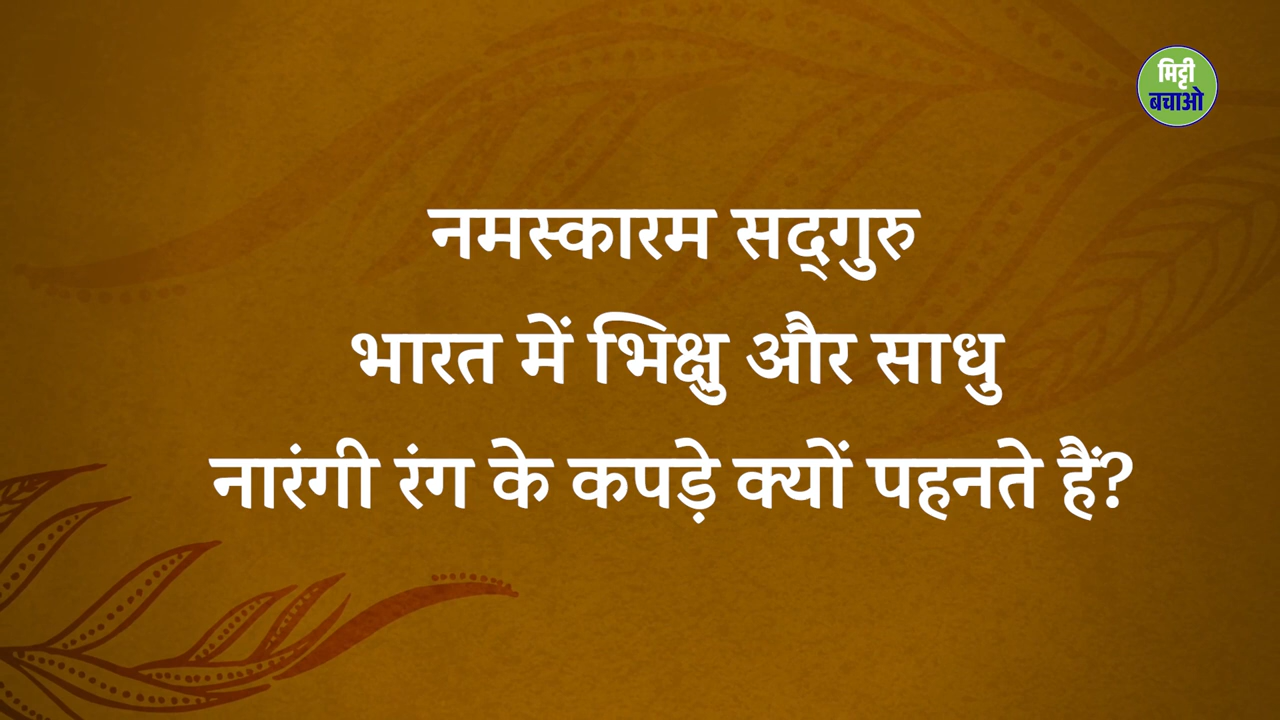 मिट्टी
बचाओ
नमस्कारम सद्‌गुरु
भारत में भिक्षु और साधु
नारंगी रंग के कपड़े क्यों पहनते हैं?